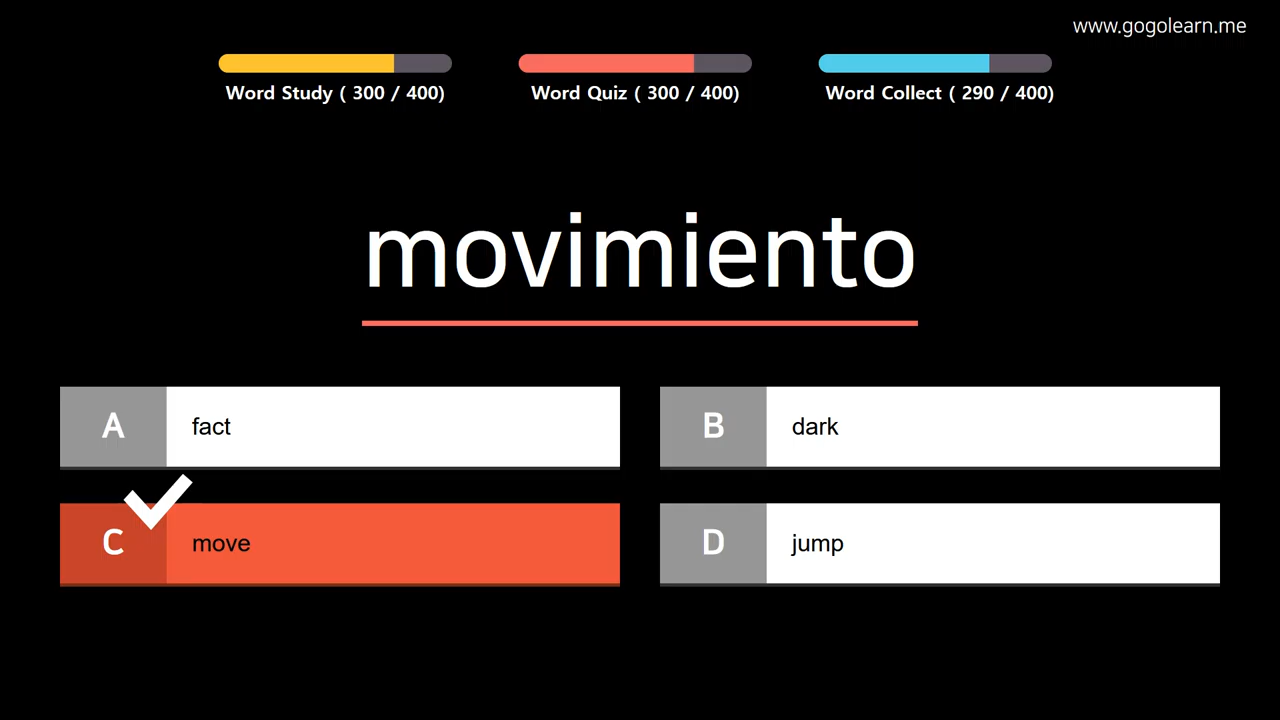 www.gogolearn.me
Word Study ( 300 / 400)
Word Quiz ( 300 / 400)
Word Collect ( 290 / 400)
movimiento
A fact
B dark
C move
D jump